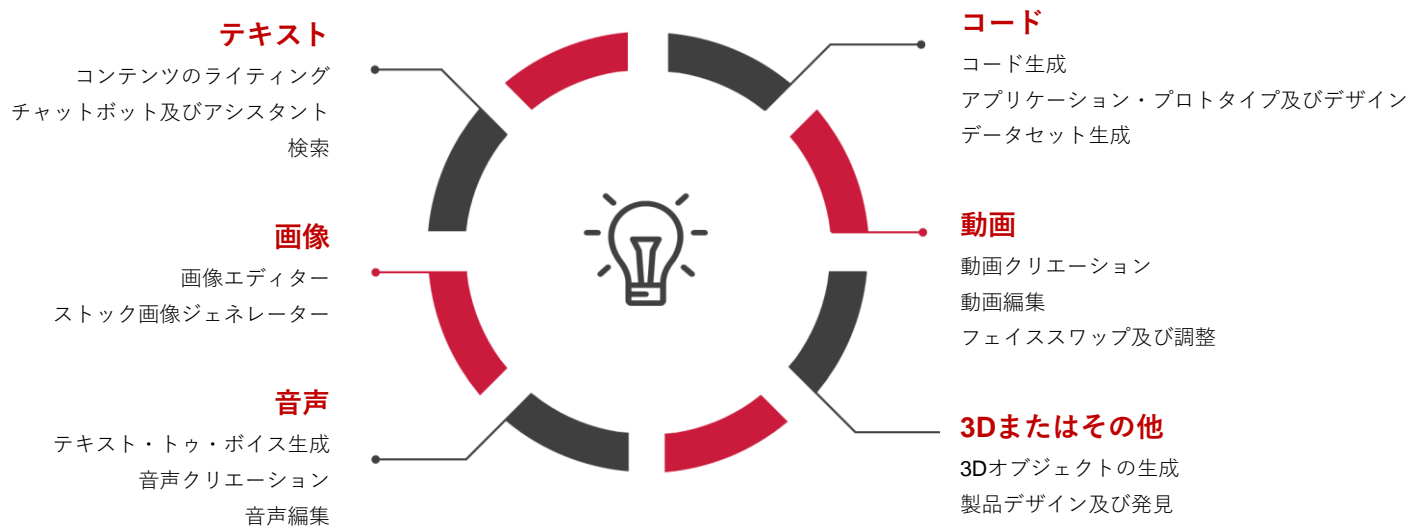 テキスト
コンテンツのライティング
チャットボット及びアシスタント
検索
画像
画像エディター
ストック画像ジェネレーター
音声
テキスト・トゥ・ボイス生成
音声クリエーション
音声編集
コード
コード生成
アプリケーション・プロトタイプ及びデザイン
データセット生成
動画
動画クリエーション
動画編集
フェイススワップ及び調整
3Dまたはその他
3Dオブジェクトの生成
製品デザイン及び発見